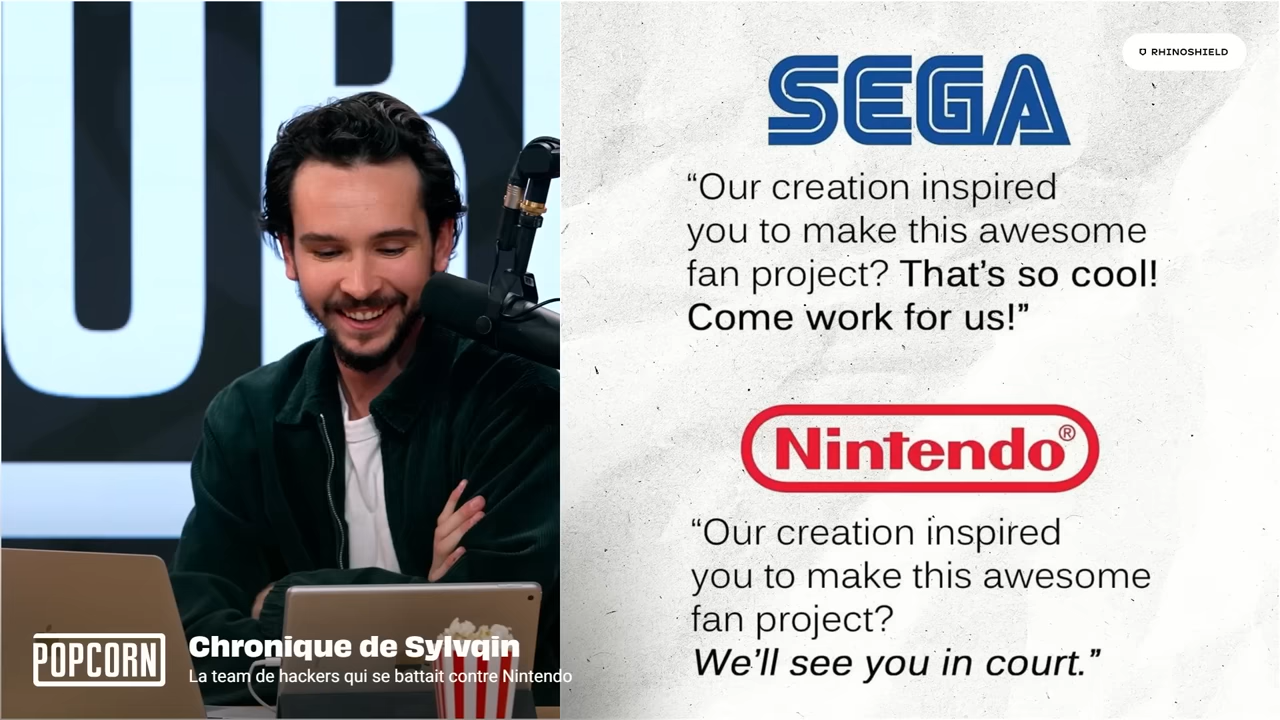 SEGA
RHINOSHIELD
“Our creation inspired
you to make this awesome
fan project? That’s so cool!
Come work for us!”
Nintendo®
“Our creation inspired
you to make this awesome
fan project?
We’ll see you in court.”
POPCORN
Chronique de Sylvqin
La team de hackers qui se battait contre Nintendo